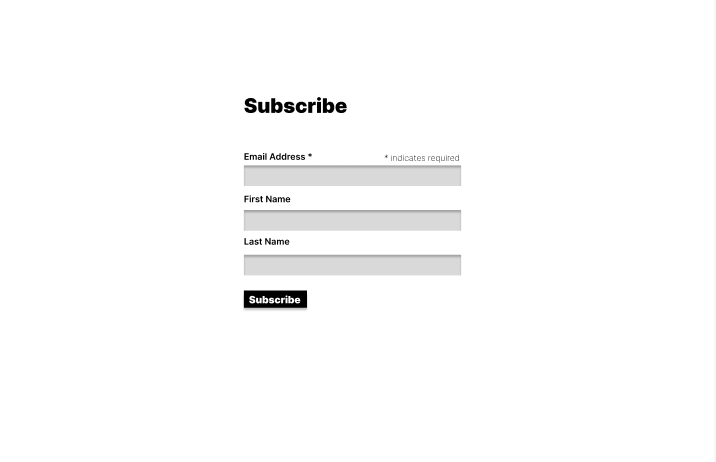 Subscribe
Email Address * * indicates required
First Name
Last Name
Subscribe